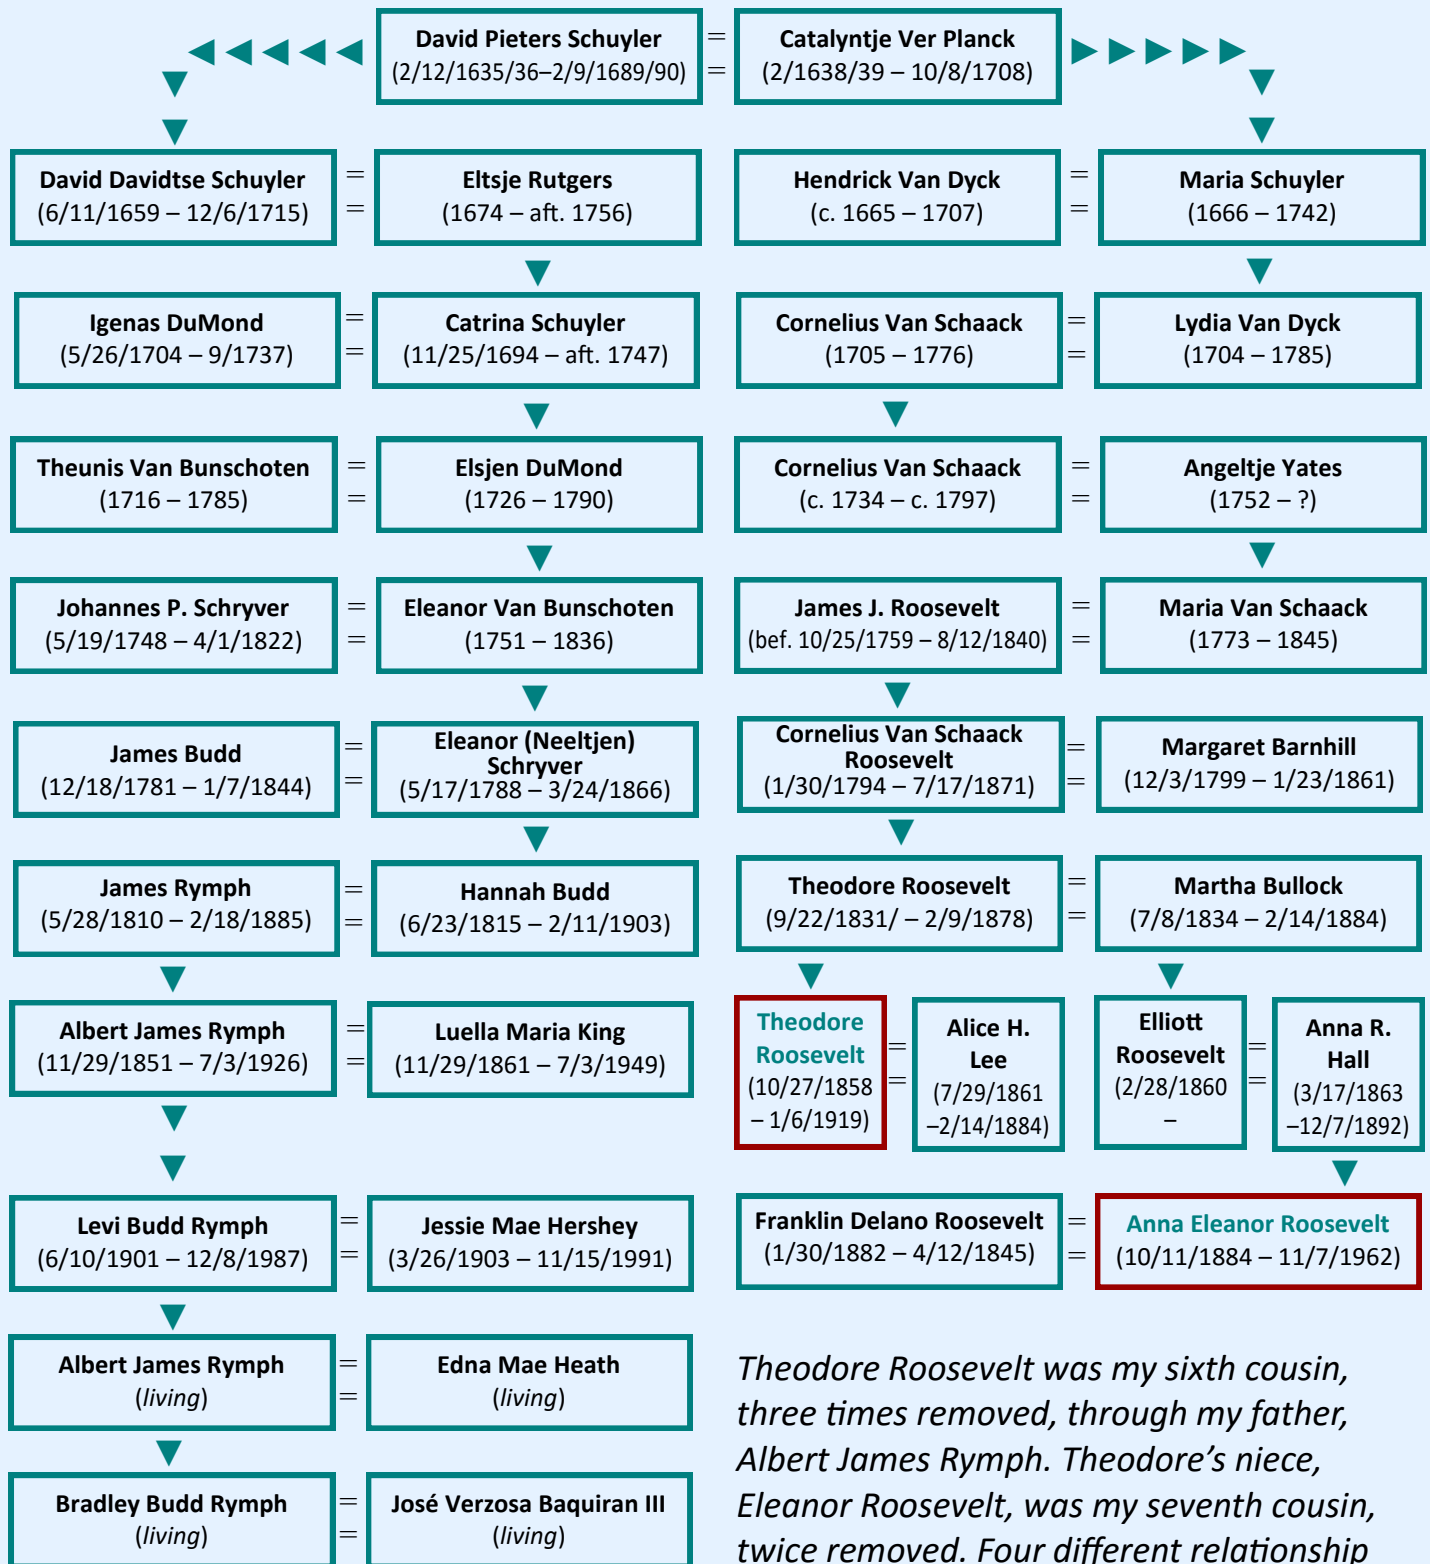 David Pieters Schuyler
(2/12/1635/36–2/9/1689/90)
=
=
Catalyntje Ver Planck
(2/1638/39 – 10/8/1708)
David Davidtse Schuyler
(6/11/1659 – 12/6/1715)
=
=
Eltsje Rutgers
(1674 – aft. 1756)
Hendrick Van Dyck
(c. 1665 – 1707)
=
=
Maria Schuyler
(1666 – 1742)
Igenas DuMond
(5/26/1704 – 9/1737)
=
=
Catrina Schuyler
(11/25/1694 – aft. 1747)
Cornelius Van Schaack
(1705 – 1776)
=
=
Lydia Van Dyck
(1704 – 1785)
Theunis Van Bunschoten
(1716 – 1785)
=
=
Elsjen DuMond
(1726 – 1790)
Cornelius Van Schaack
(c. 1734 – c. 1797)
=
=
Angeltje Yates
(1752 – ?)
Johannes P. Schryver
(5/19/1748 – 4/1/1822)
=
=
Eleanor Van Bunschoten
(1751 – 1836)
James J. Roosevelt
(bef. 10/25/1759 – 8/12/1840)
=
=
Maria Van Schaack
(1773 – 1845)
James Budd
(12/18/1781 – 1/7/1844)
=
=
Eleanor (Neeltjen)
Schryver
(5/17/1788 – 3/24/1866)
Cornelius Van Schaack
Roosevelt
(1/30/1794 – 7/17/1871)
=
=
Margaret Barnhill
(12/3/1799 – 1/23/1861)
James Rymph
(5/28/1810 – 2/18/1885)
=
=
Hannah Budd
(6/23/1815 – 2/11/1903)
Theodore Roosevelt
(9/22/1831/ – 2/9/1878)
=
=
Martha Bullock
(7/8/1834 – 2/14/1884)
Albert James Rymph
(11/29/1851 – 7/3/1926)
=
=
Luella Maria King
(11/29/1861 – 7/3/1949)
Theodore
Roosevelt
(10/27/1858
– 1/6/1919)
=
=
Alice H.
Lee
(7/29/1861
–2/14/1884)
Elliott
Roosevelt
(2/28/1860
–
=
=
Anna R.
Hall
(3/17/1863
–12/7/1892)
Levi Budd Rymph
(6/10/1901 – 12/8/1987)
=
=
Jessie Mae Hershey
(3/26/1903 – 11/15/1991)
Franklin Delano Roosevelt
(1/30/1882 – 4/12/1845)
=
=
Anna Eleanor Roosevelt
(10/11/1884 – 11/7/1962)
Albert James Rymph
(living)
=
=
Edna Mae Heath
(living)
Bradley Budd Rymph
(living)
=
=
José Verzosa Baquiran III
(living)
Theodore Roosevelt was my sixth cousin,
three times removed, through my father,
Albert James Rymph. Theodore’s niece,
Eleanor Roosevelt, was my seventh cousin,
twice removed. Four different relationship